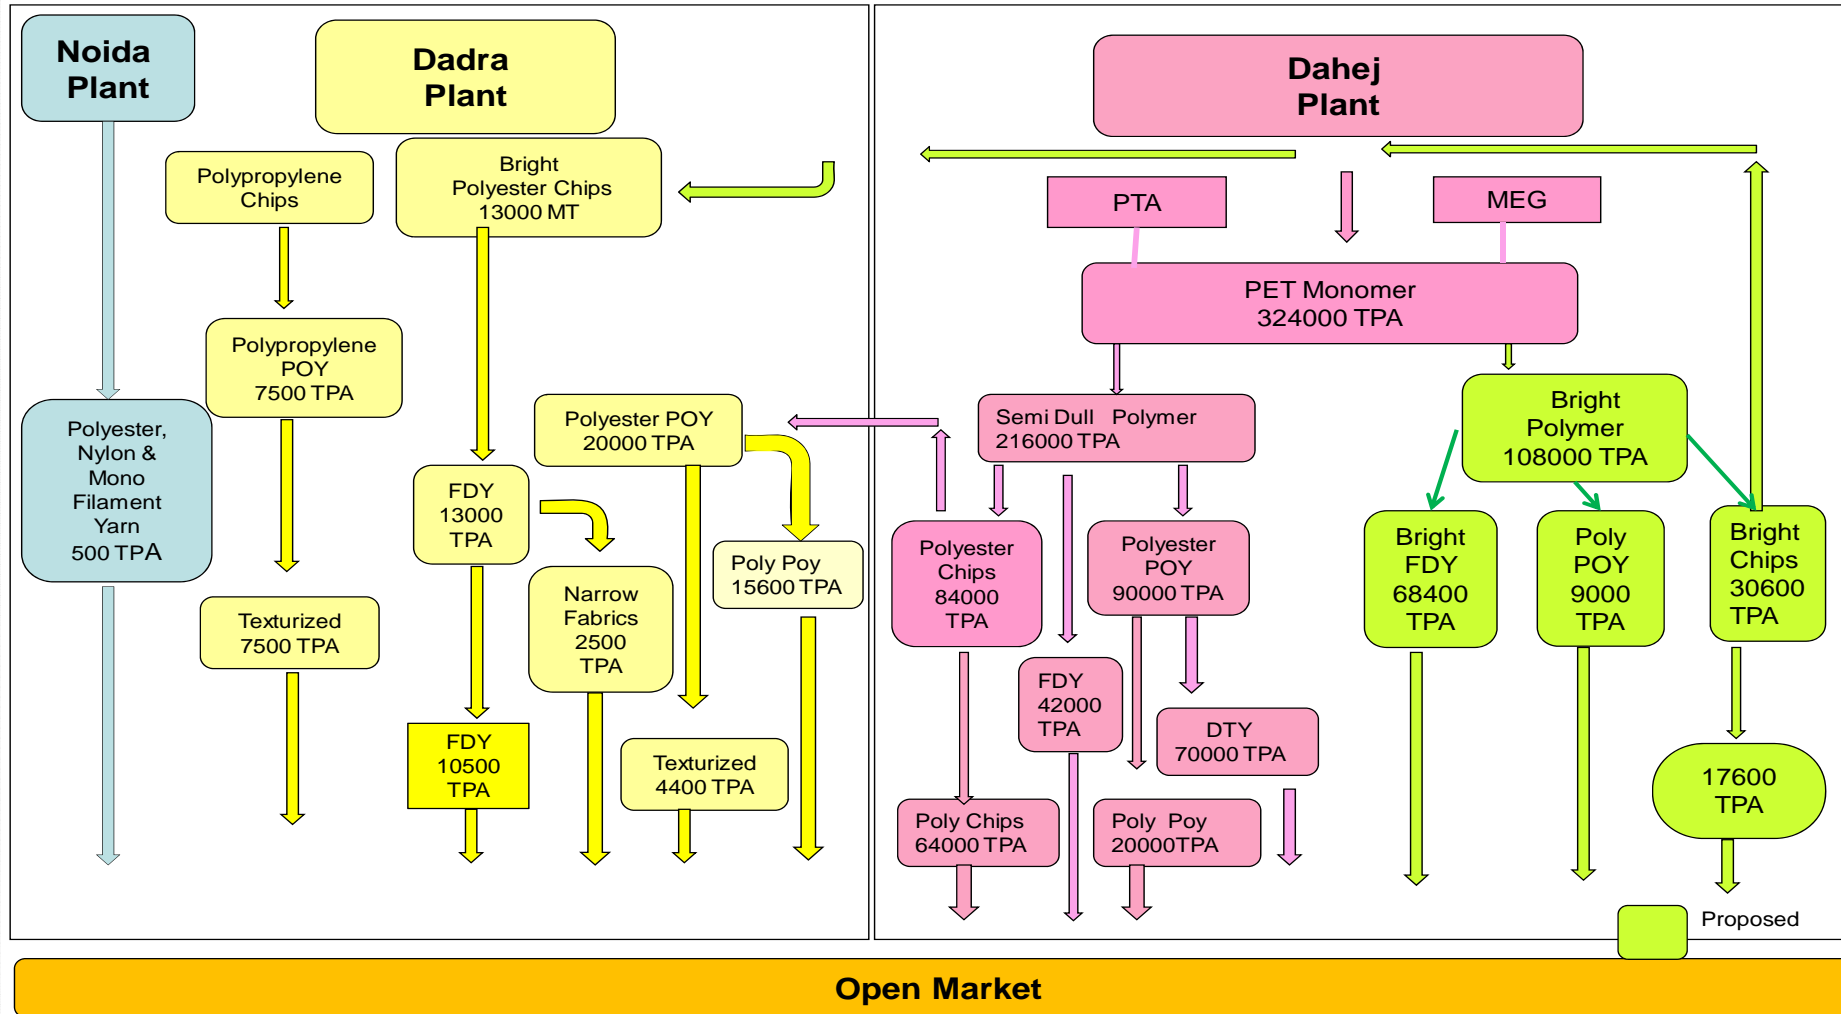 Noida
Plant
Dadra
Plant
Dahej
Plant
Polypropylene
Chips
Bright
Polyester Chips
13000 MT
PTA
MEG
PET Monomer
324000 TPA
Polypropylene
POY
7500 TPA
Polyester,
Nylon &
Mono
Filament
Yarn
500 TPA
Polyester POY
20000 TPA
Semi Dull Polymer
216000 TPA
Bright
Polymer
108000 TPA
FDY
13000
TPA
Poly Poy
15600 TPA
Narrow
Fabrics
2500
TPA
Texturized
7500 TPA
Polyester
Chips
84000
TPA
Polyester
POY
90000 TPA
Bright
FDY
68400
TPA
Poly
POY
9000
TPA
Bright
Chips
30600
TPA
FDY
42000
TPA
DTY
70000 TPA
FDY
10500
TPA
Texturized
4400 TPA
Poly Chips
64000 TPA
Poly Poy
20000TPA
17600
TPA
Proposed
Open Market